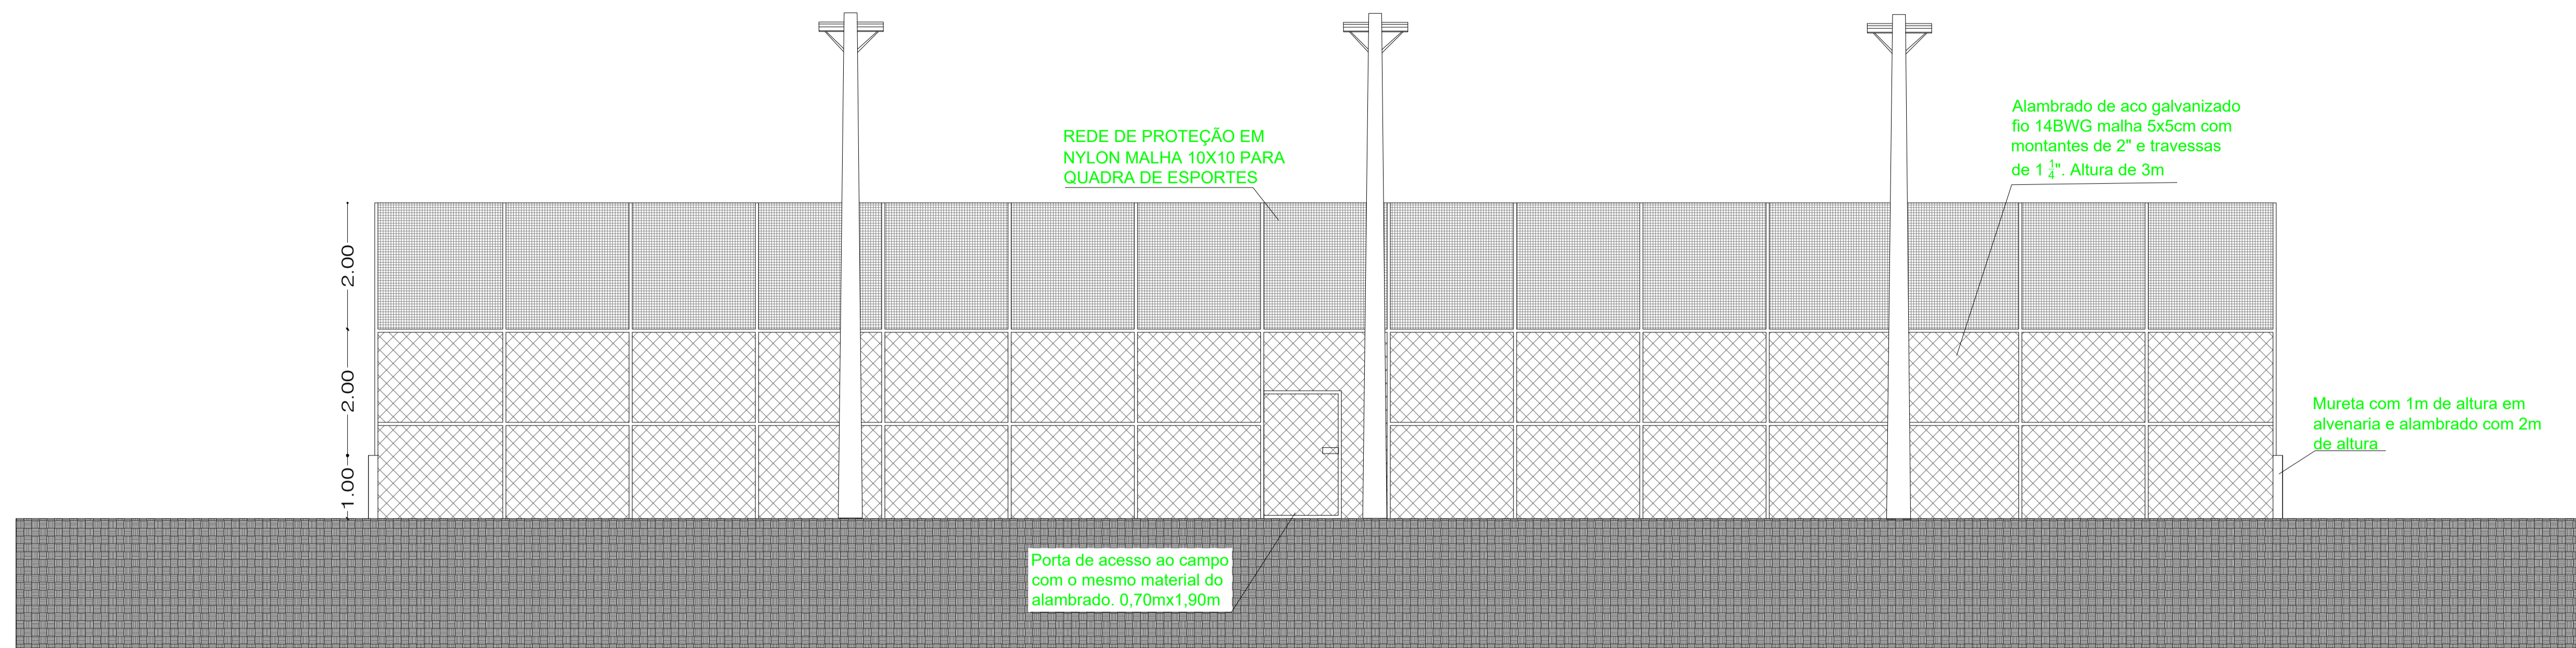 REDE DE PROTEÇÃO EM
NYLON MALHA 10X10 PARA
QUADRA DE ESPORTES
Alambrado de aco galvanizado
fio 14BWG malha 5x5cm com
montantes de 2" e travessas
de 1 1/4". Altura de 3m
2.00
2.00
1.00
Mureta com 1m de altura em
alvenaria e alambrado com 2m
de altura
Porta de acesso ao campo
com o mesmo material do
alambrado. 0,70mx1,90m